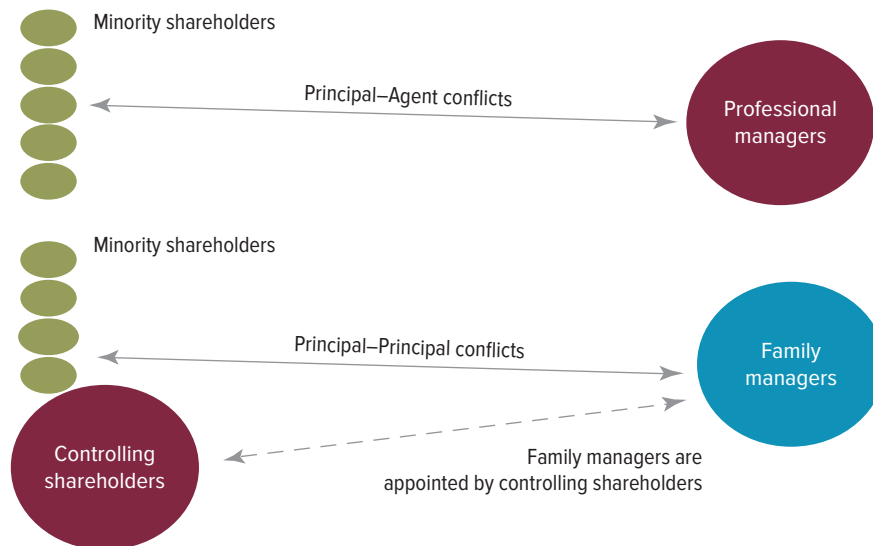 Minority shareholders
Principal–Agent conflicts
Professional
managers
Minority shareholders
Principal–Principal conflicts
Family
managers
Controlling
shareholders
Family managers are
appointed by controlling shareholders